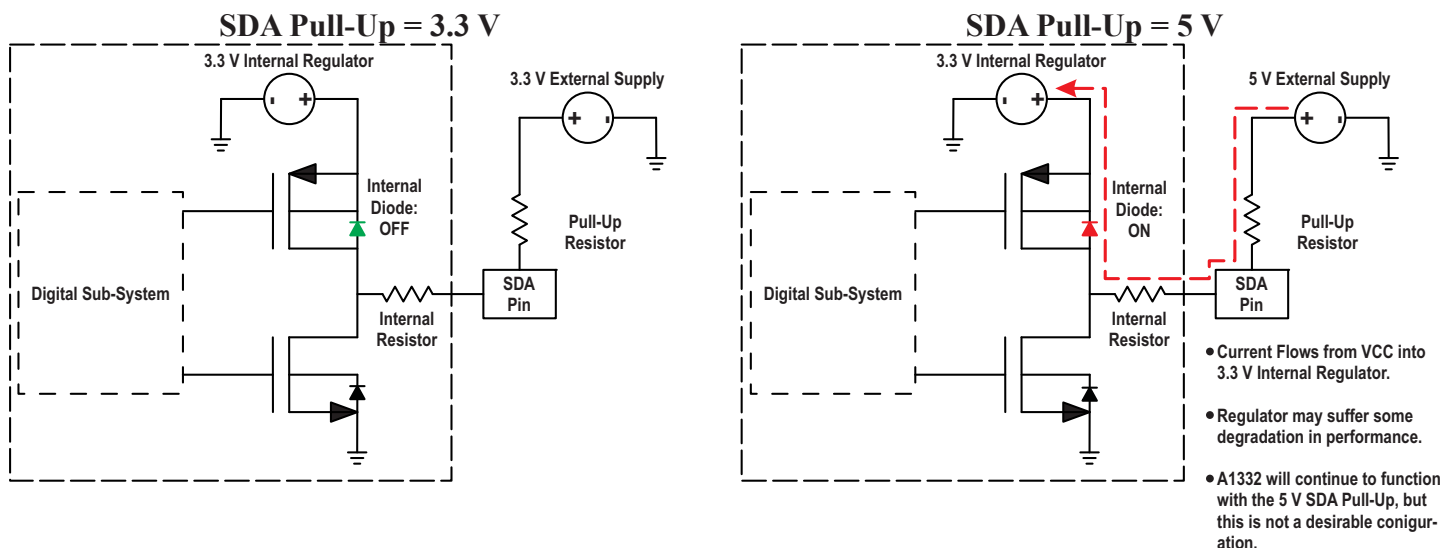 SDA Pull-Up = 3.3 V
3.3 V Internal Regulator
3.3 V External Supply
- +
+ -
Internal
Diode:
OFF
Pull-Up
Resistor
Digital Sub-System
SDA
Pin
Internal
Resistor
SDA Pull-Up = 5 V
3.3 V Internal Regulator
5 V External Supply
- +
+ -
Internal
Diode:
ON
Pull-Up
Resistor
Digital Sub-System
SDA
Pin
Internal
Resistor
• Current Flows from VCC into
3.3 V Internal Regulator.
• Regulator may suffer some
degradation in performance.
• A1332 will continue to function
with the 5 V SDA Pull-Up, but
this is not a desirable conigur-
ation.